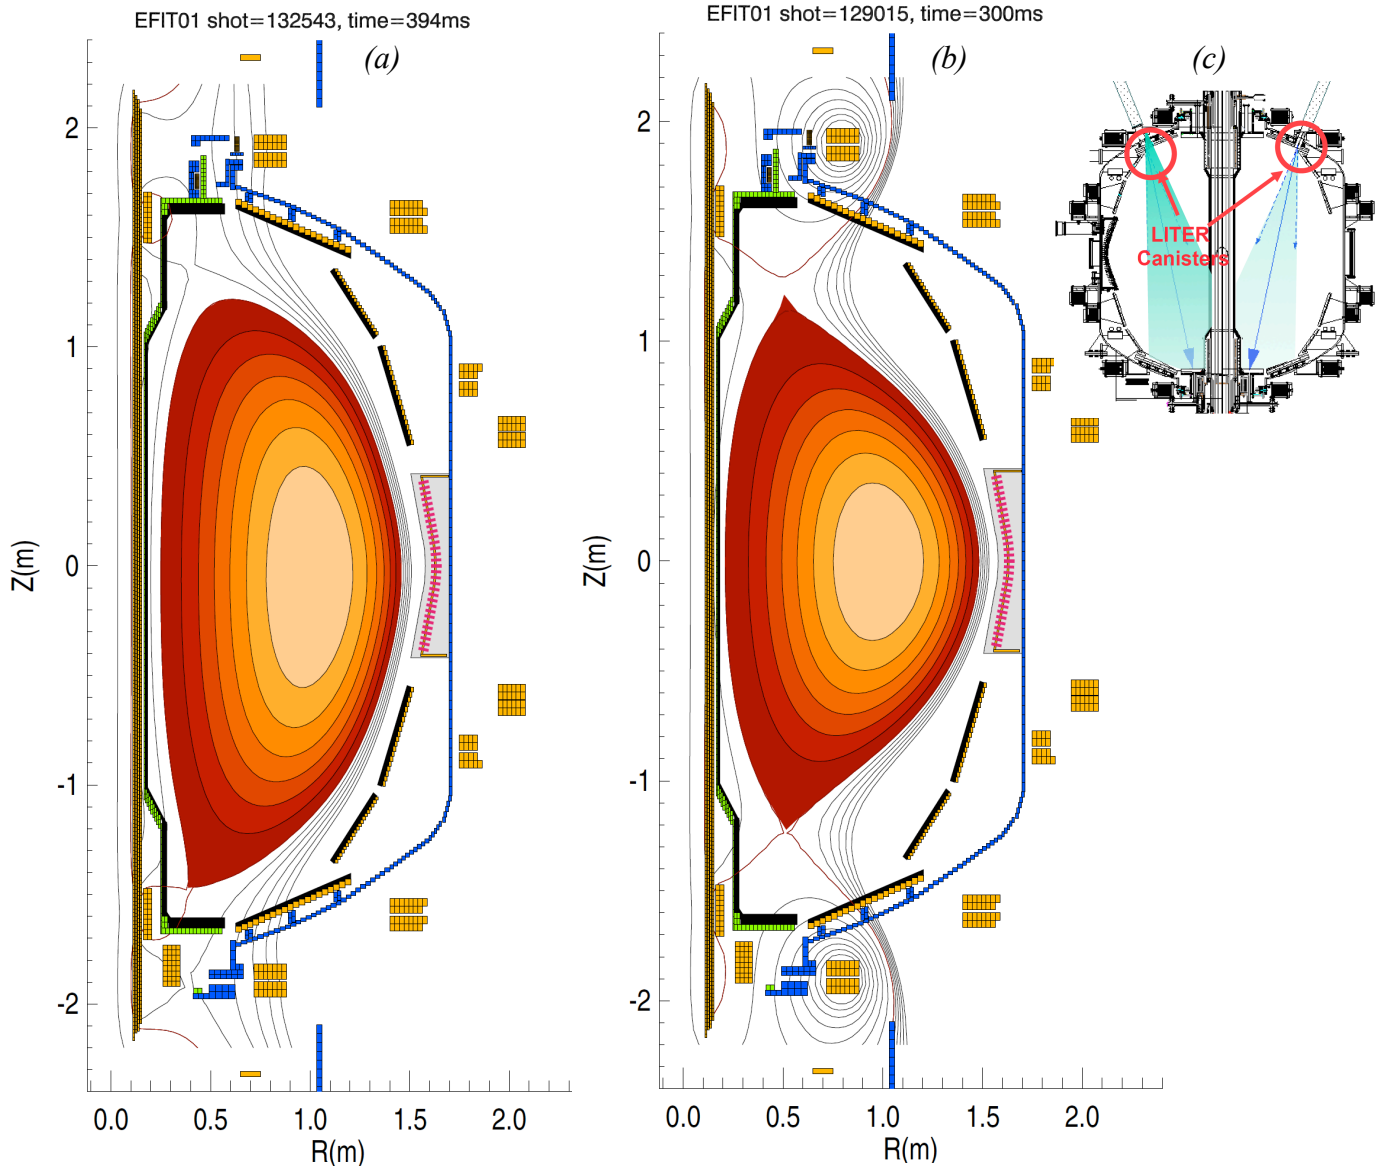 EFIT01 shot=132543, time=394ms
(a)
2
1
0
-1
-2
Z(m)
0.0 0.5 1.0 1.5 2.0
R(m)
EFIT01 shot=129015, time=300ms
(b)
2
1
0
-1
-2
Z(m)
0.0 0.5 1.0 1.5 2.0
R(m)
(c)
LITER
Canisters